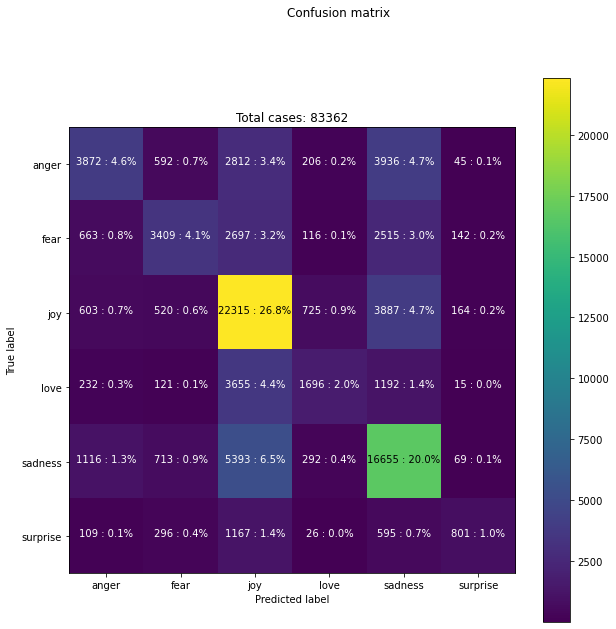 Confusion matrix
Total cases: 83362
anger 3872 : 4.6% 592 : 0.7% 2812 : 3.4% 206 : 0.2% 3936 : 4.7% 45 : 0.1%
fear 663 : 0.8% 3409 : 4.1% 2697 : 3.2% 116 : 0.1% 2515 : 3.0% 142 : 0.2%
joy 603 : 0.7% 520 : 0.6% 22315 : 26.8% 725 : 0.9% 3887 : 4.7% 164 : 0.2%
love 232 : 0.3% 121 : 0.1% 3655 : 4.4% 1696 : 2.0% 1192 : 1.4% 15 : 0.0%
sadness 1116 : 1.3% 713 : 0.9% 5393 : 6.5% 292 : 0.4% 16655 : 20.0% 69 : 0.1%
surprise 109 : 0.1% 296 : 0.4% 1167 : 1.4% 26 : 0.0% 595 : 0.7% 801 : 1.0%
anger fear joy love sadness surprise
Predicted label
True label
20000
17500
15000
12500
10000
7500
5000
2500